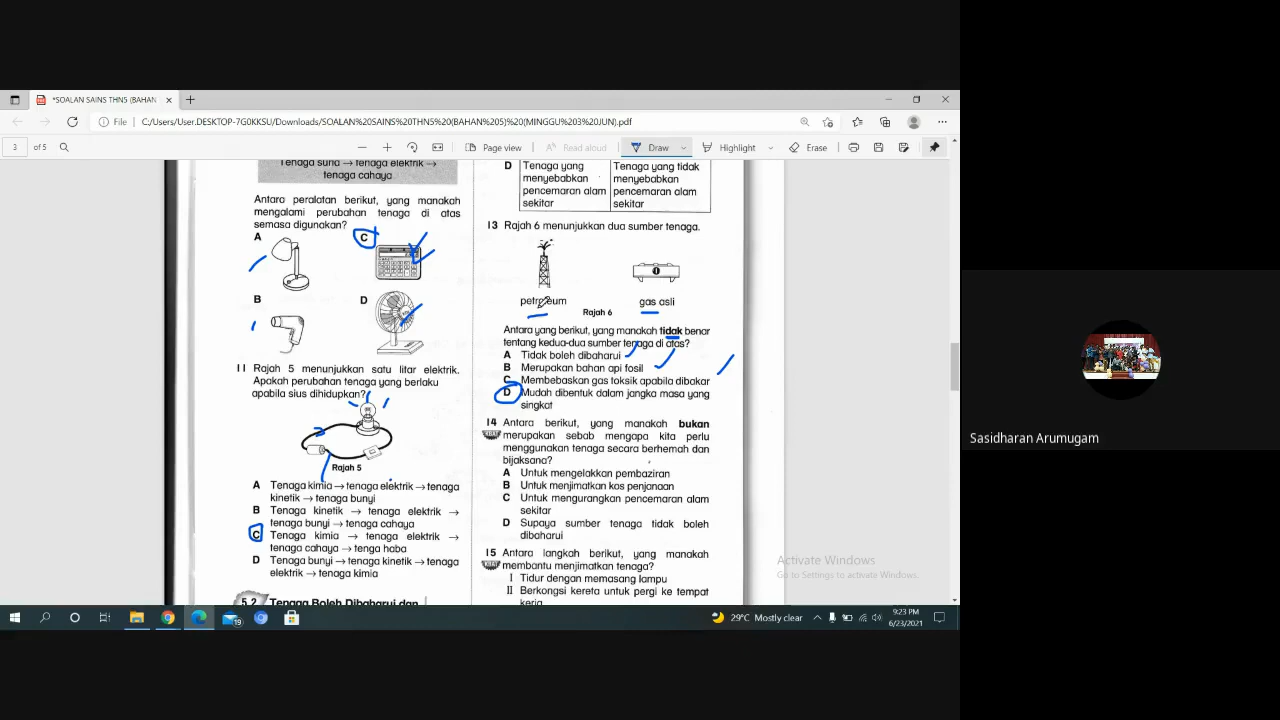 *SOALAN SAINS THN5 (BAHAN
File
C:/Users/User.DESKTOP-7G0KKSU/Downloads/SOALAN%20SAINS%20THN5%20(BAHAN%205)%20(MINGGU%203%20JUN).pdf
3 of 5
Page view
Read aloud
Draw
Highlight
Erase
Tenaga suria → tenaga elektrik →
tenaga cahaya
Antara peralatan berikut, yang manakah
mengalami perubahan tenaga di atas
semasa digunakan?
A
C
B
D
11 Rajah 5 menunjukkan satu litar elektrik.
Apakah perubahan tenaga yang berlaku
apabila sius dihidupkan?
Rajah 5
A Tenaga kimia → tenaga elektrik → tenaga
kinetik → tenaga bunyi
B Tenaga kinetik → tenaga elektrik →
tenaga bunyi → tenaga cahaya
C Tenaga kimia → tenaga elektrik →
tenaga cahaya → tenga haba
D Tenaga bunyi → tenaga kinetik → tenaga
elektrik → tenaga kimia
5.2 Tenaga Boleh Dibaharui dan
D Tenaga yang
menyebabkan
pencemaran alam
sekitar
Tenaga yang tidak
menyebabkan
pencemaran alam
sekitar
13 Rajah 6 menunjukkan dua sumber tenaga.
petroleum
gas asli
Rajah 6
Antara yang berikut, yang manakah tidak benar
tentang kedua-dua sumber tenaga di atas?
A Tidak boleh dibaharui
B Merupakan bahan api fosil
C Membebaskan gas toksik apabila dibakar
D Mudah dibentuk dalam jangka masa yang
singkat
14 Antara berikut, yang manakah bukan
merupakan sebab mengapa kita perlu
menggunakan tenaga secara berhemah dan
bijaksana?
A Untuk mengelakkan pembaziran
B Untuk menjimatkan kos penjanaan
C Untuk mengurangkan pencemaran alam
sekitar
D Supaya sumber tenaga tidak boleh
dibaharui
15 Antara langkah berikut, yang manakah
membantu menjimatkan tenaga?
I Tidur dengan memasang lampu
II Berkongsi kereta untuk pergi ke tempat
kerja
Activate Windows
Go to Settings to activate Windows.
19
29°C Mostly clear
9:23 PM
6/23/2021
Sasidharan Arumugam